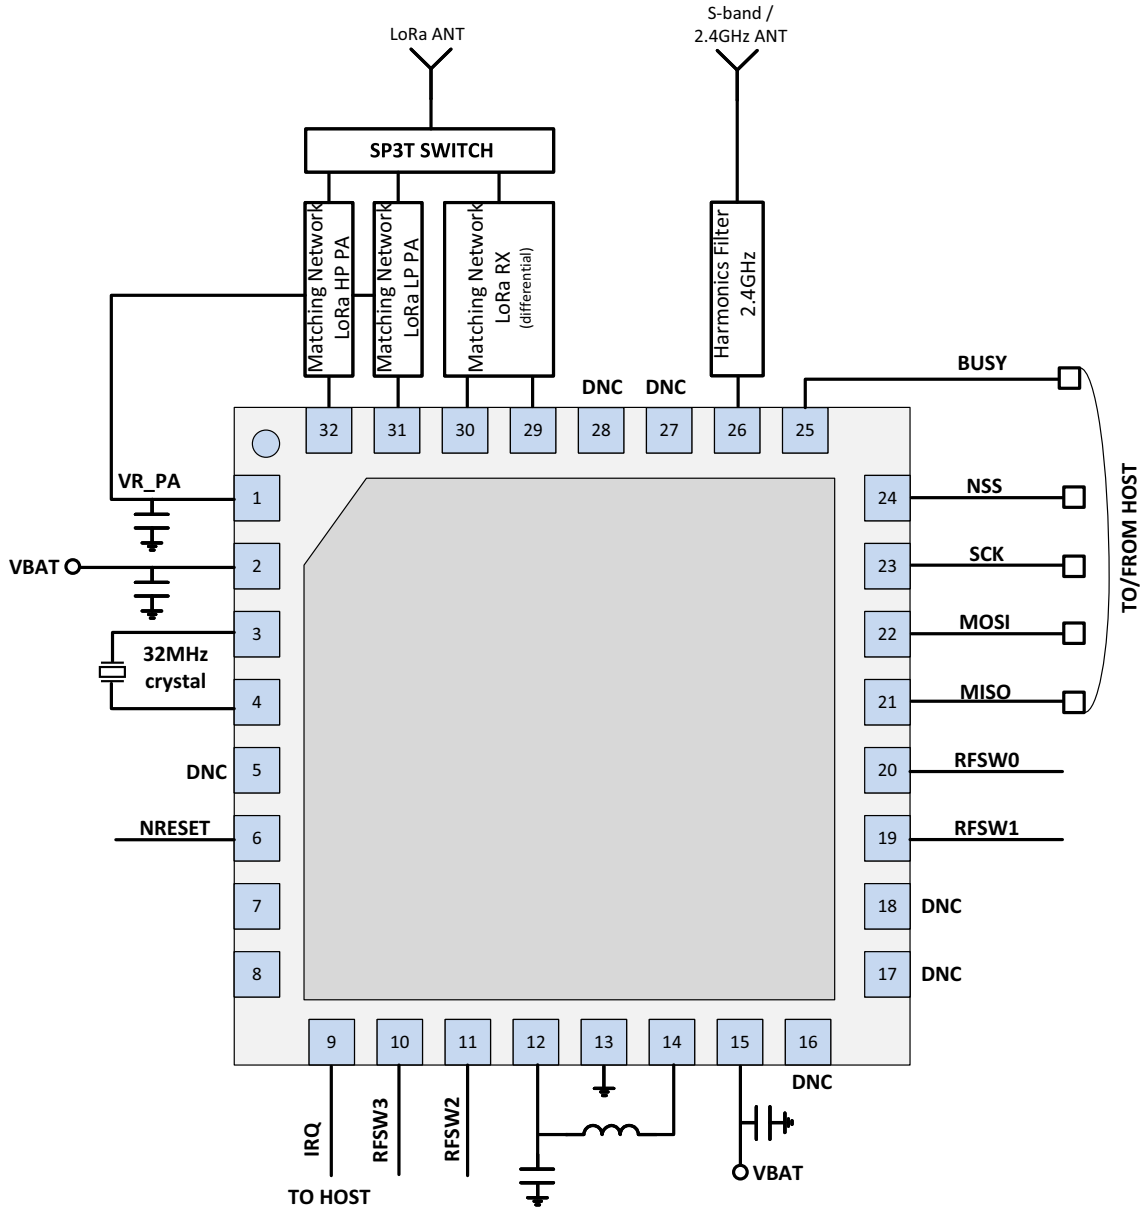 LoRa ANT
S-band /
2.4GHz ANT
SP3T SWITCH
Matching Network
LoRa HP PA
Matching Network
LoRa LP PA
Matching Network
LoRa RX
(differential)
Harmonics Filter
2.4GHz
DNC
DNC
BUSY
32
31
30
29
28
27
26
25
VR_PA
1
24
NSS
VBAT
2
23
SCK
3
22
MOSI
32MHz
crystal
4
21
MISO
TO/FROM HOST
DNC
5
20
RFSW0
NRESET
6
19
RFSW1
7
18
DNC
8
17
DNC
9
10
11
12
13
14
15
16
DNC
IRQ
RFSW3
RFSW2
VBAT
TO HOST